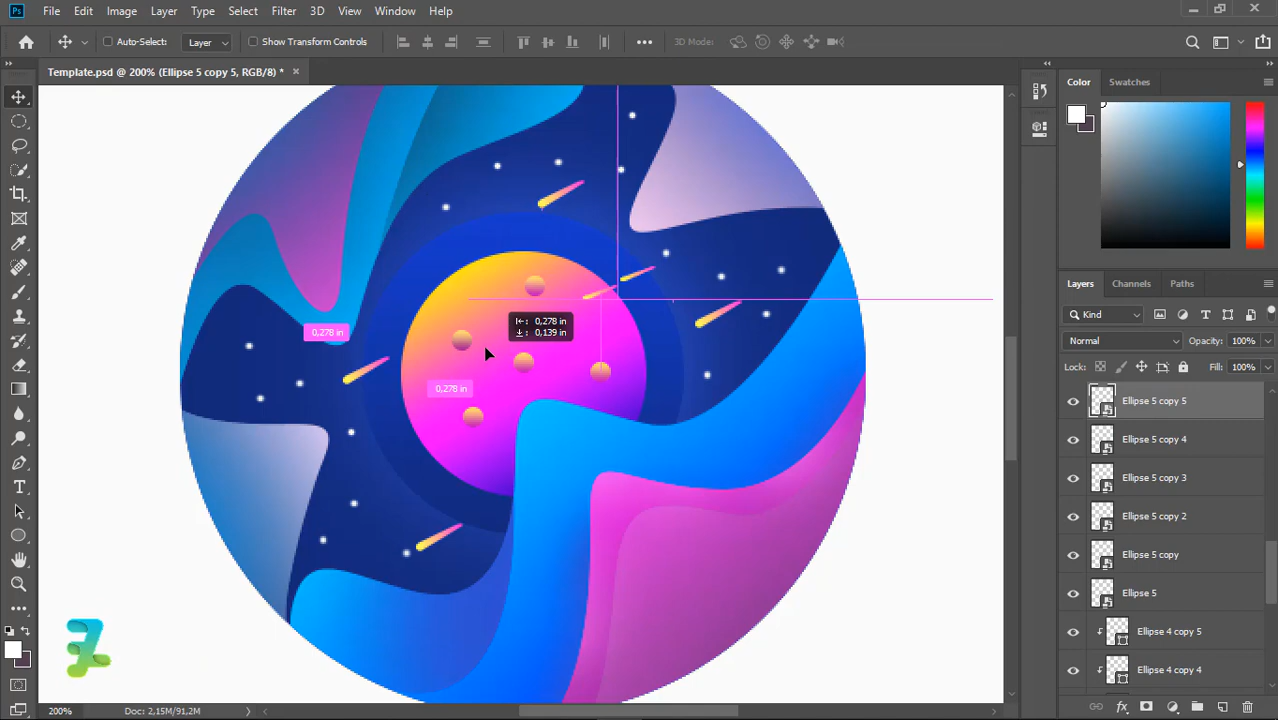 Ps File Edit Image Layer Type Select Filter 3D View Window Help
Auto-Select: Layer Show Transform Controls 3D Mode:
Template.psd @ 200% (Ellipse 5 copy 5, RGB/8) *
Color Swatches
0,278 in
0,278 in
0,139 in
0,278 in
Layers Channels Paths
Kind
Normal Opacity: 100%
Lock: Fill: 100%
Ellipse 5 copy 5
Ellipse 5 copy 4
Ellipse 5 copy 3
Ellipse 5 copy 2
Ellipse 5 copy
Ellipse 5
Ellipse 4 copy 5
Ellipse 4 copy 4
200% Doc: 2,15M/91,2M